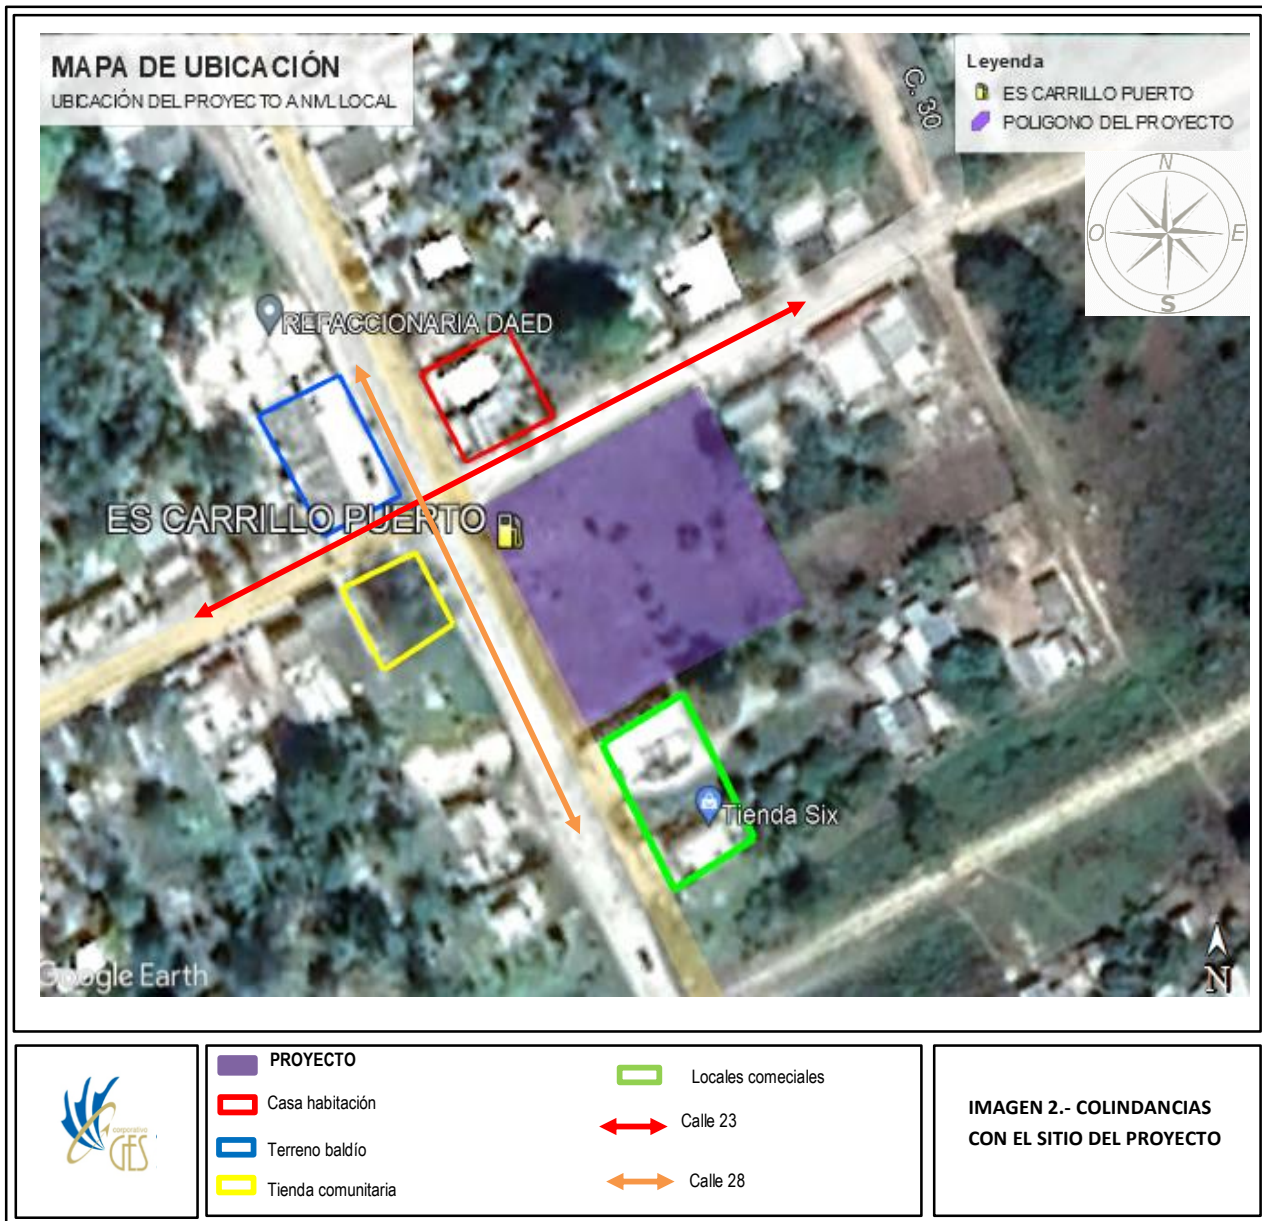 MAPA DE UBICACIÓN
UBICACIÓN DEL PROYECTO A NIVL LOCAL
Leyenda
ES CARRILLO PUERTO
POLIGONO DEL PROYECTO
C. 30
N
O
E
S
REFACCIONARIA DAED
ES CARRILLO PUERTO
Tienda Six
Google Earth
N
corporativo
GES
PROYECTO
Casa habitación
Terreno baldío
Tienda comunitaria
Locales comeciales
Calle 23
Calle 28
IMAGEN 2.- COLINDANCIAS
CON EL SITIO DEL PROYECTO